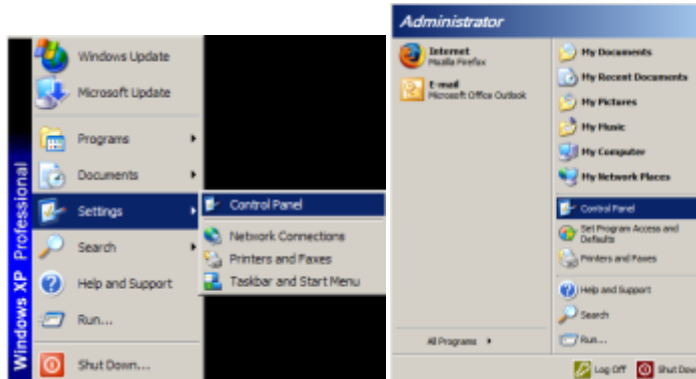 Windows XP Professional
Windows Update
Microsoft Update
Programs
Documents
Settings
Search
Help and Support
Run...
Shut Down...
Control Panel
Network Connections
Printers and Faxes
Taskbar and Start Menu
Administrator
Internet
Mozilla Firefox
E-mail
Microsoft Office Outlook
All Programs
My Documents
My Recent Documents
My Pictures
My Music
My Computer
My Network Places
Control Panel
Set Program Access and
Defaults
Printers and Faxes
Help and Support
Search
Run...
Log Off
Shut Dow